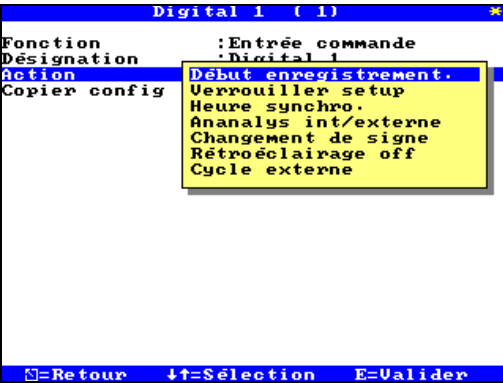 Digital 1 ( 1) *
Fonction :Entrée commande
Désignation :Digital 1
Action Début enregistrement.
Copier config Verrouiller setup
Heure synchro.
Ananalys int/externe
Changement de signe
Rétroéclairage off
Cycle externe
=Retour ↓↑=Sélection E=Valider